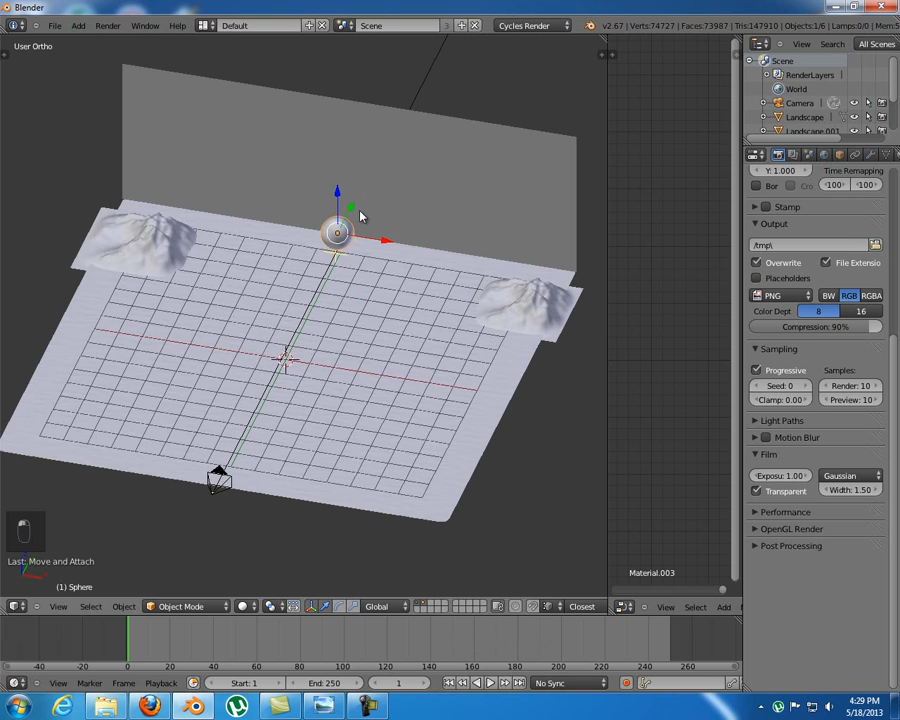 Blender
File Add Render Window Help Default Scene 3 Cycles Render v2.67 | Verts:74727 | Faces:73987 | Tris:147910 | Objects:1/6 | Lamps:0/0 | Mem:5
User Ortho
View Search All Scenes
Scene
RenderLayers
World
Camera
Landscape
Landscape.001
Y: 1.000 Time Remapping
Bor Cro 100 100
Stamp
Output
/tmp\
Overwrite File Extensio
Placeholders
PNG BW RGB RGBA
Color Dept 8 16
Compression: 90%
Sampling
Progressive Samples:
Seed: 0 Render: 10
Clamp: 0.00 Preview: 10
Light Paths
Motion Blur
Film
Exposu: 1.00 Gaussian
Transparent Width: 1.50
Performance
OpenGL Render
Post Processing
Last: Move and Attach
(1) Sphere
Material.003
View Select Object Object Mode Global Closest
View Select Add
-40 -20 0 20 40 60 80 100 120 140 160 180 200 220 240 260
View Marker Frame Playback Start: 1 End: 250 1 No Sync
4:29 PM
5/18/2013